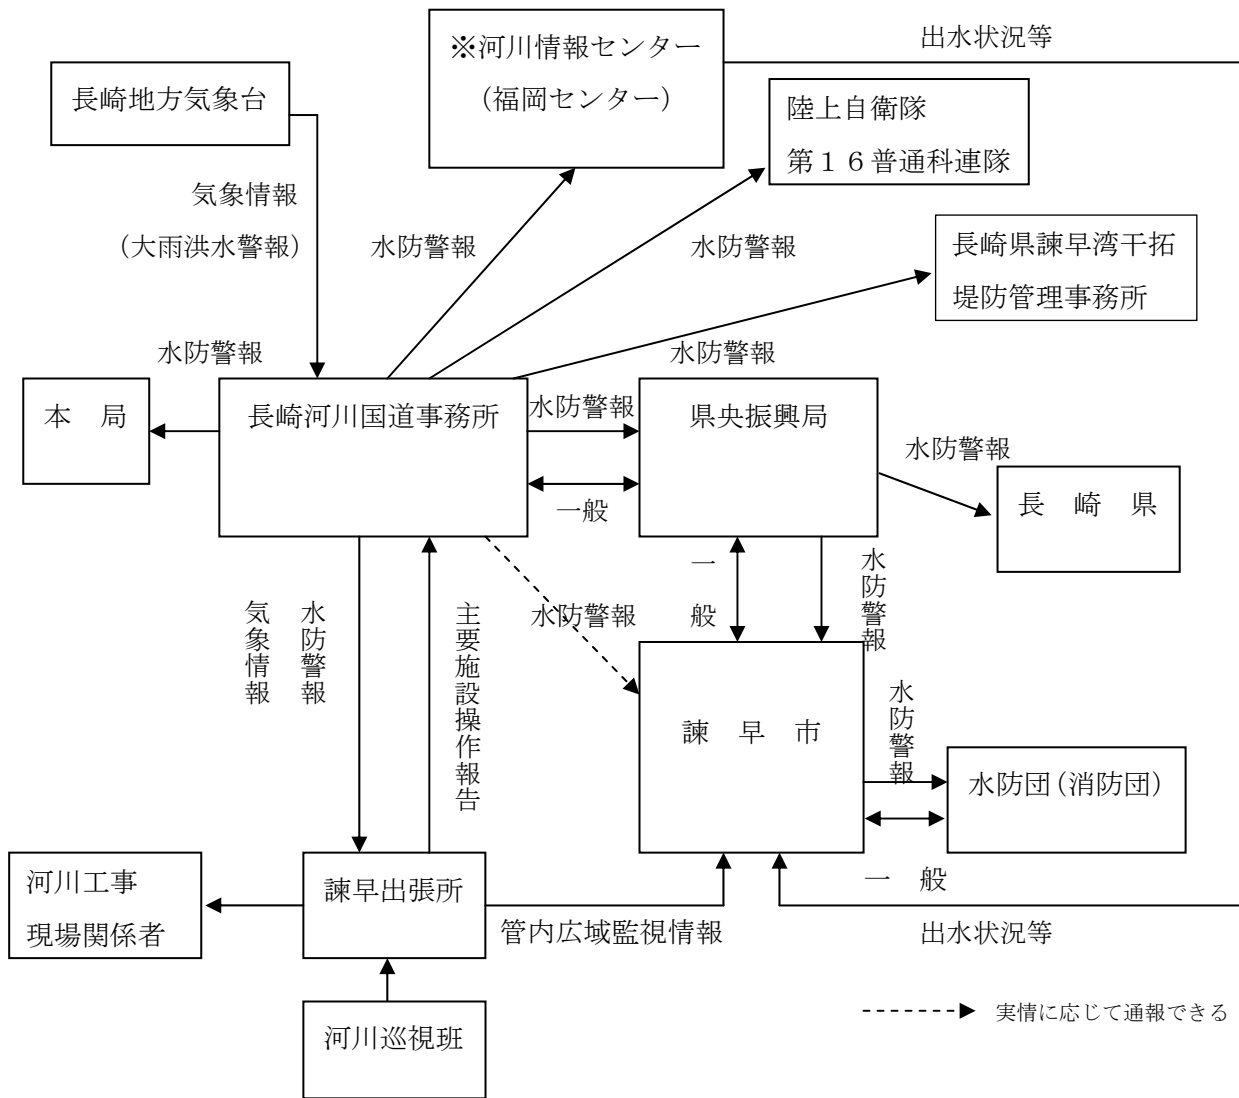 ※河川情報センター
（福岡センター）
出水状況等
長崎地方気象台
陸上自衛隊
第１６普通科連隊
気象情報
（大雨洪水警報）
水防警報
水防警報
長崎県諫早湾干拓
堤防管理事務所
水防警報
水防警報
本　局
長崎河川国道事務所
水防警報
県央振興局
水防警報
一般
長　崎　県
一般
水防警報
水防警報
気象情報
水防警報
主要施設操作報告
諫　早　市
水防警報
水防団（消防団）
一　般
河川工事
現場関係者
諫早出張所
管内広域監視情報
出水状況等
河川巡視班
実情に応じて通報できる